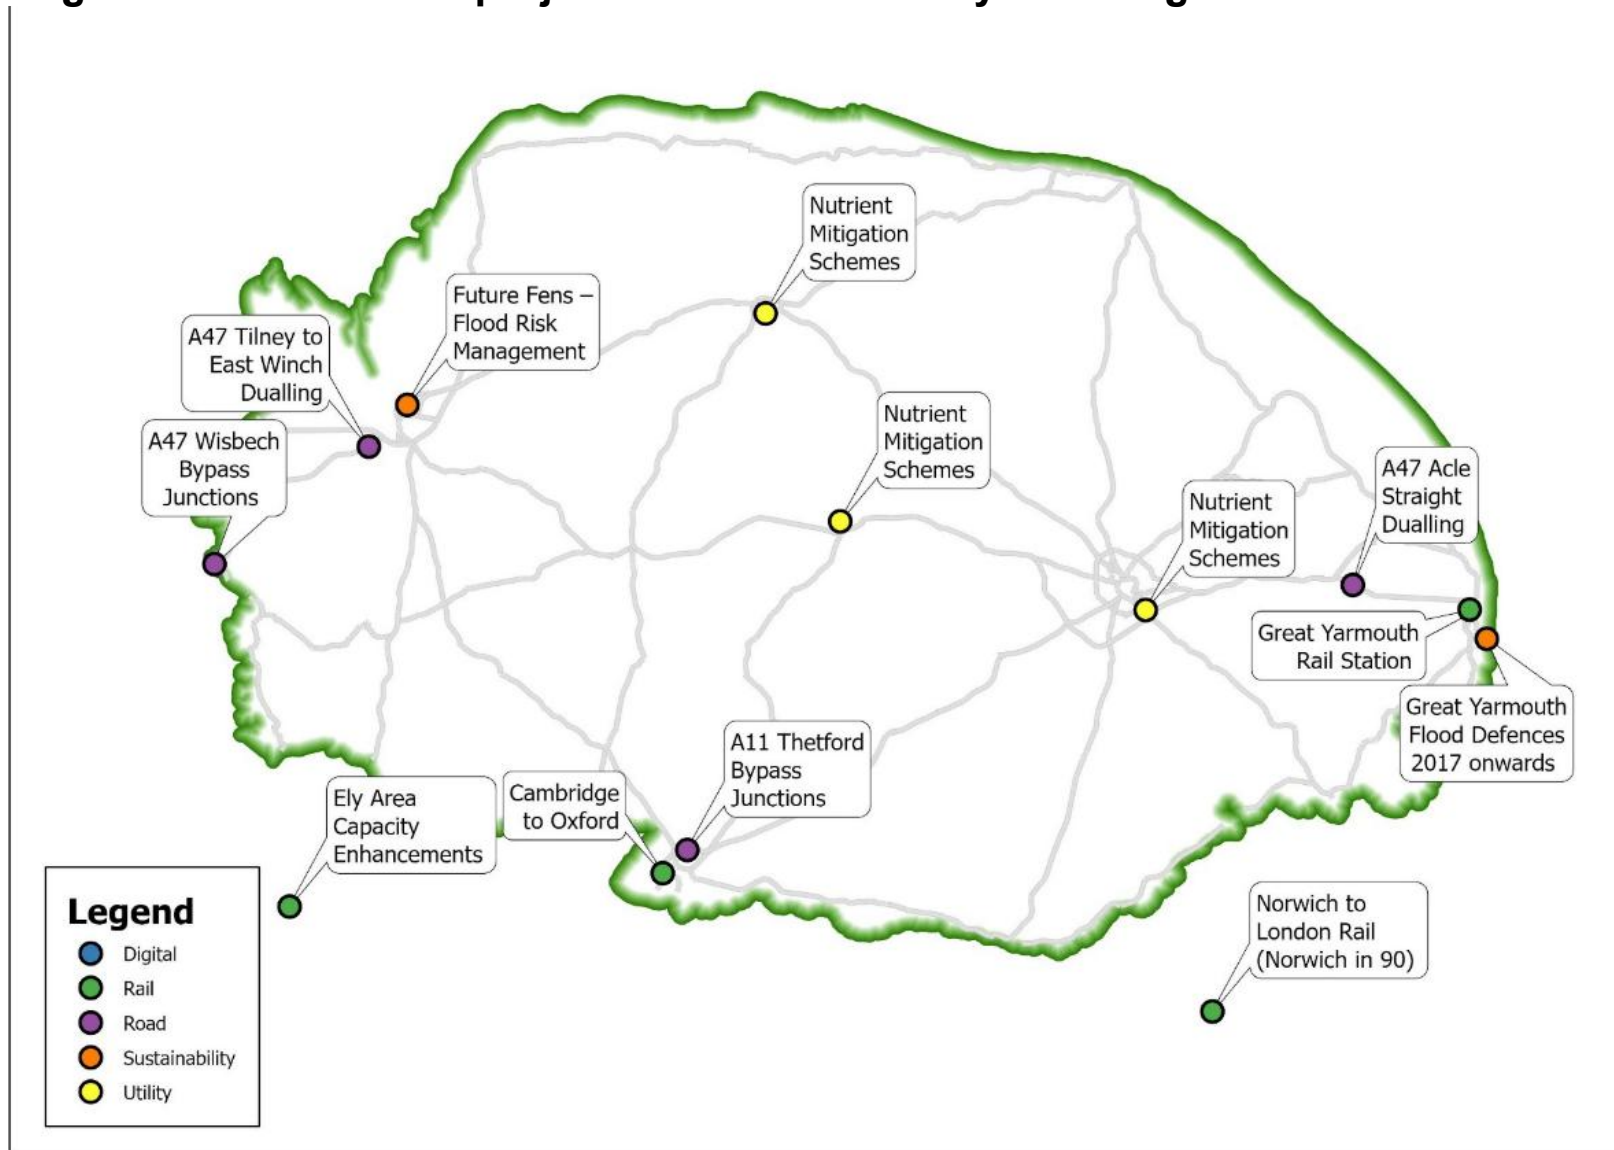 Nutrient
Mitigation
Schemes
Future Fens –
Flood Risk
Management
A47 Tilney to
East Winch
Dualling
A47 Wisbech
Bypass
Junctions
Nutrient
Mitigation
Schemes
A47 Acle
Straight
Dualling
Nutrient
Mitigation
Schemes
Great Yarmouth
Rail Station
Great Yarmouth
Flood Defences
2017 onwards
A11 Thetford
Bypass
Junctions
Cambridge
to Oxford
Ely Area
Capacity
Enhancements
Norwich to
London Rail
(Norwich in 90)
Legend
Digital
Rail
Road
Sustainability
Utility